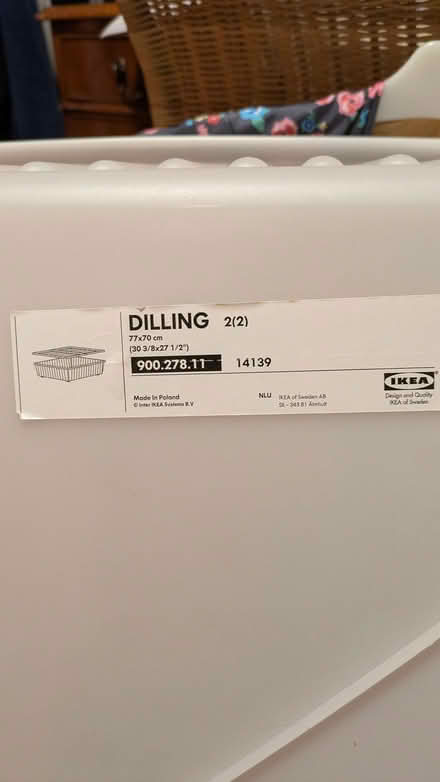 DILLING 2(2)
77x70 cm
(30 3/8x27 1/2")
900.278.11 14139
IKEA
Made in Poland
© Inter IKEA Systems B.V
NLU
IKEA of Sweden AB
SE - 343 81 Älmhult
Design and Quality
IKEA of Sweden